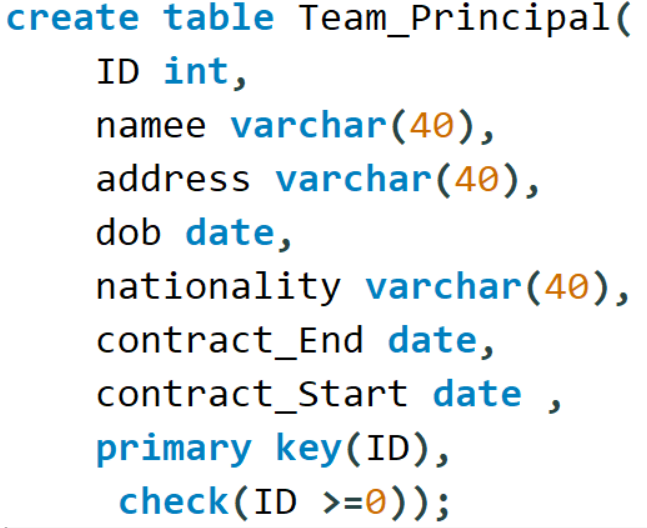 create table Team_Principal(
ID int,
namee varchar(40),
address varchar(40),
dob date,
nationality varchar(40),
contract_End date,
contract_Start date ,
primary key(ID),
check(ID >=0));